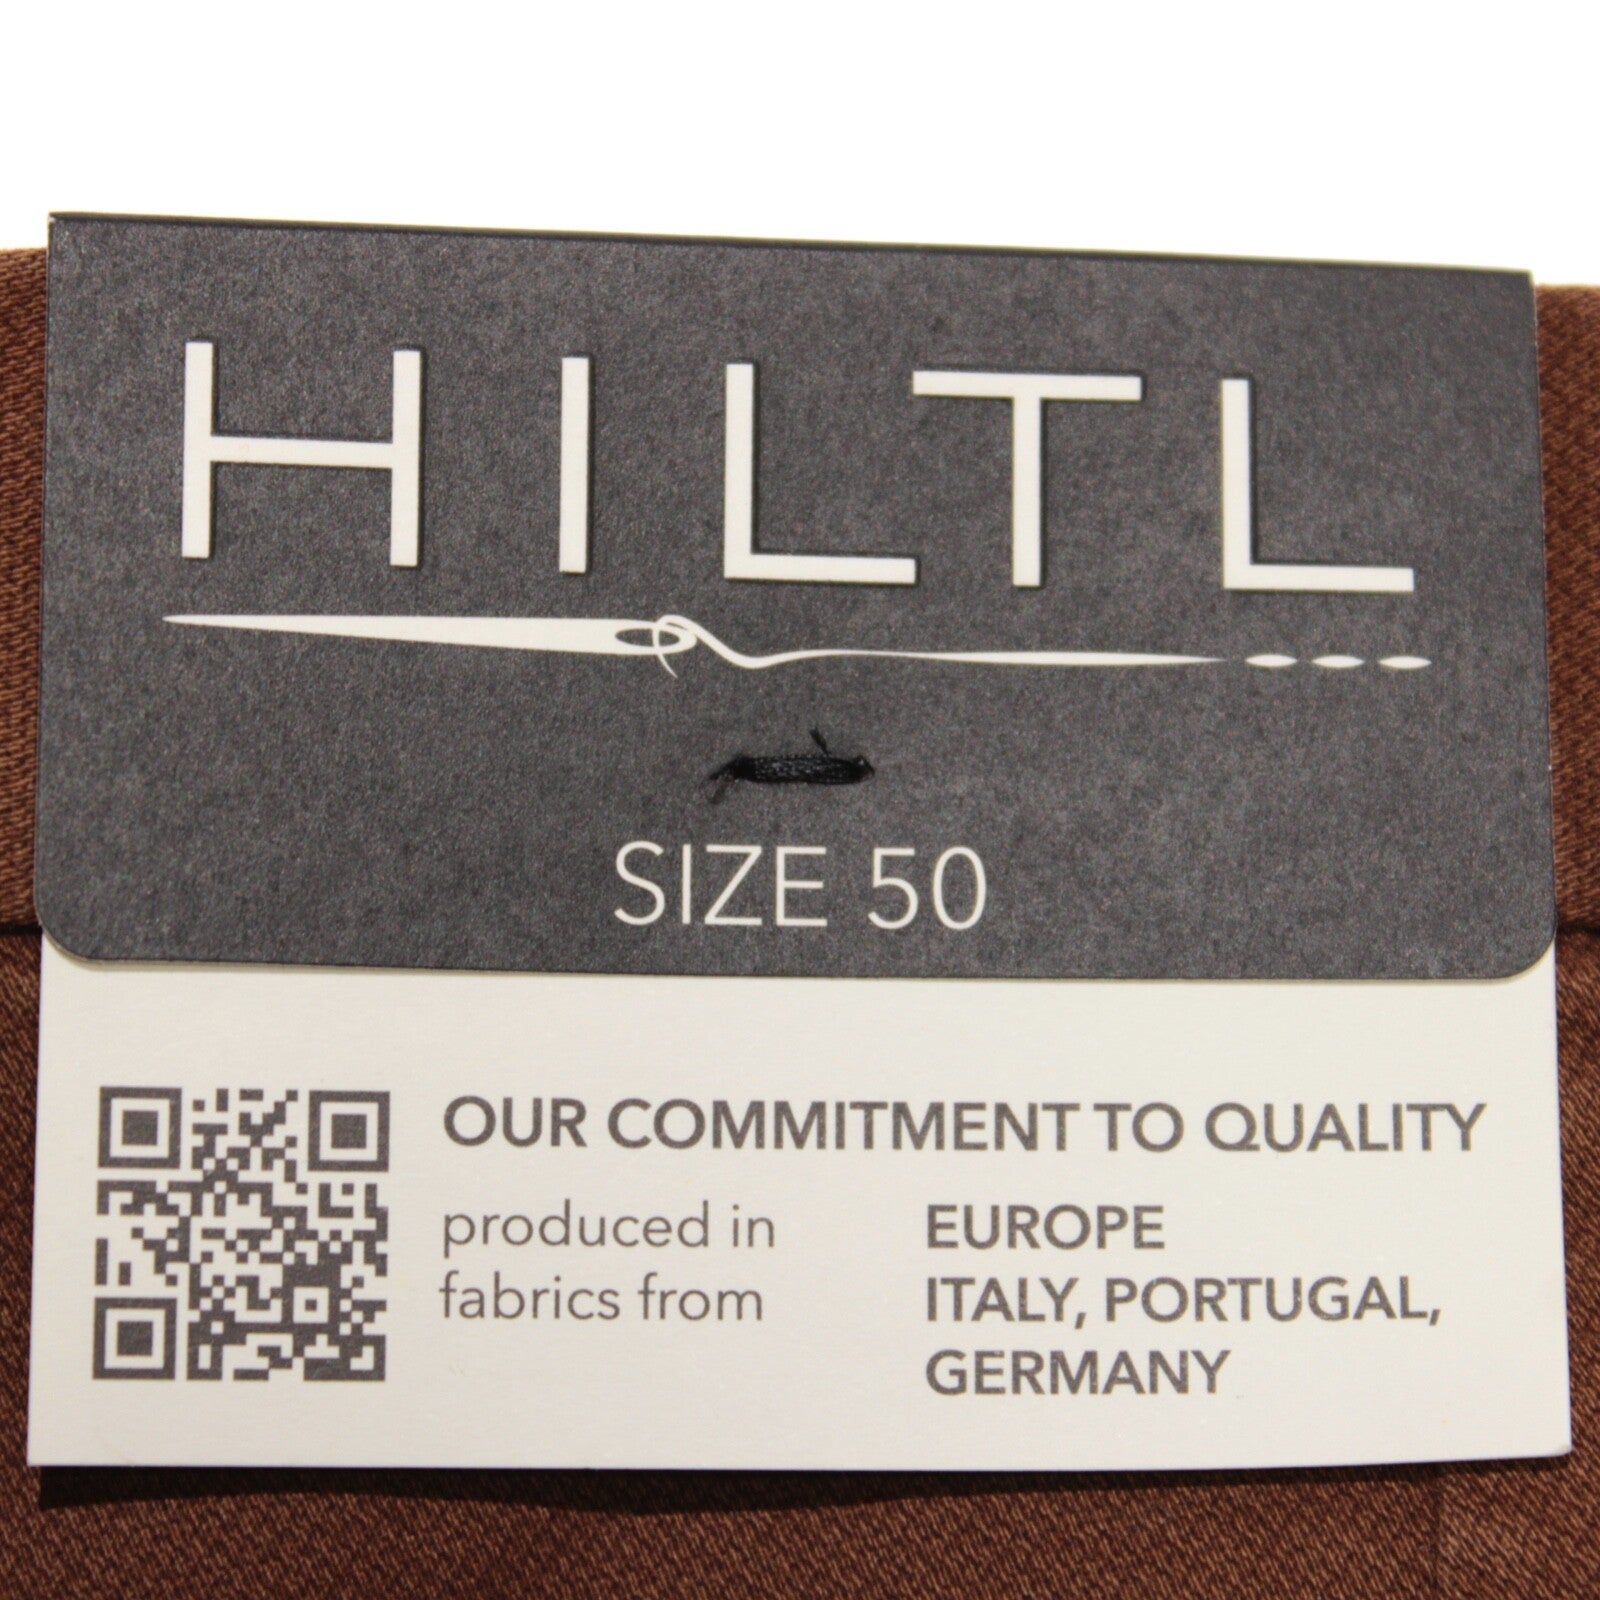 HILTL
SIZE 50
OUR COMMITMENT TO QUALITY
produced in EUROPE
fabrics from ITALY, PORTUGAL,
GERMANY